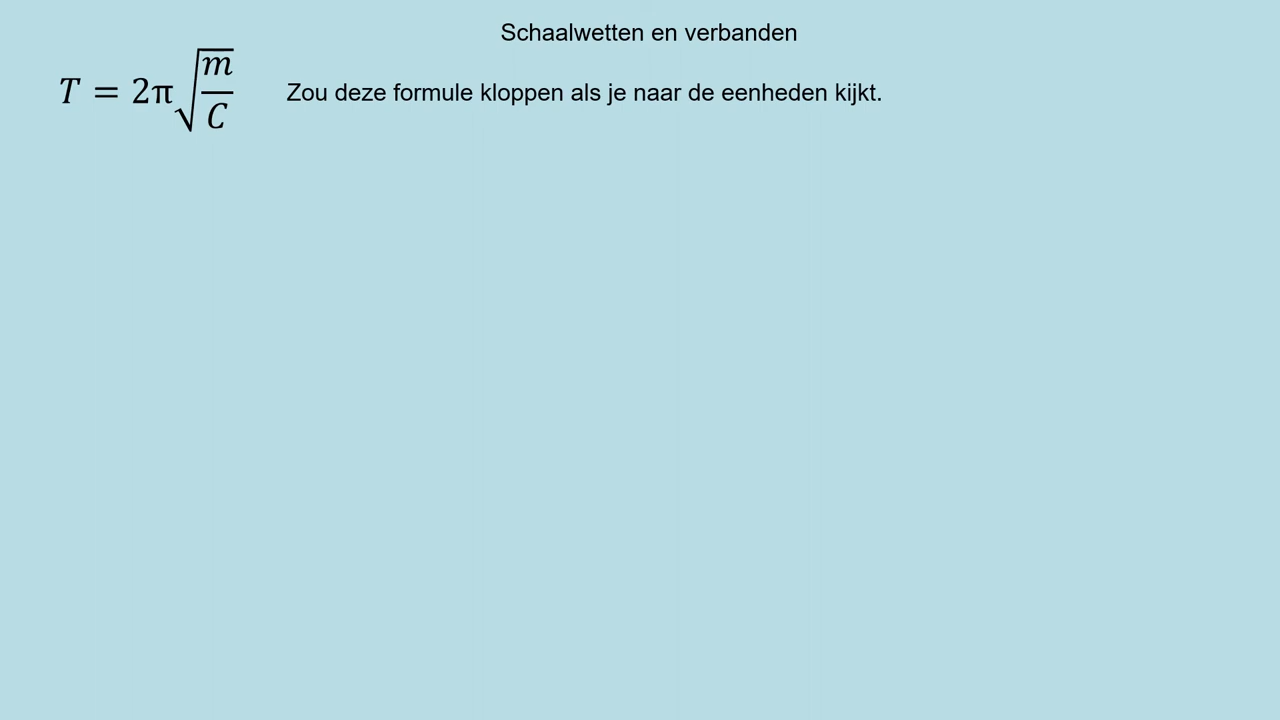 Schaalwetten en verbanden
T = 2π√(m/C)
Zou deze formule kloppen als je naar de eenheden kijkt.